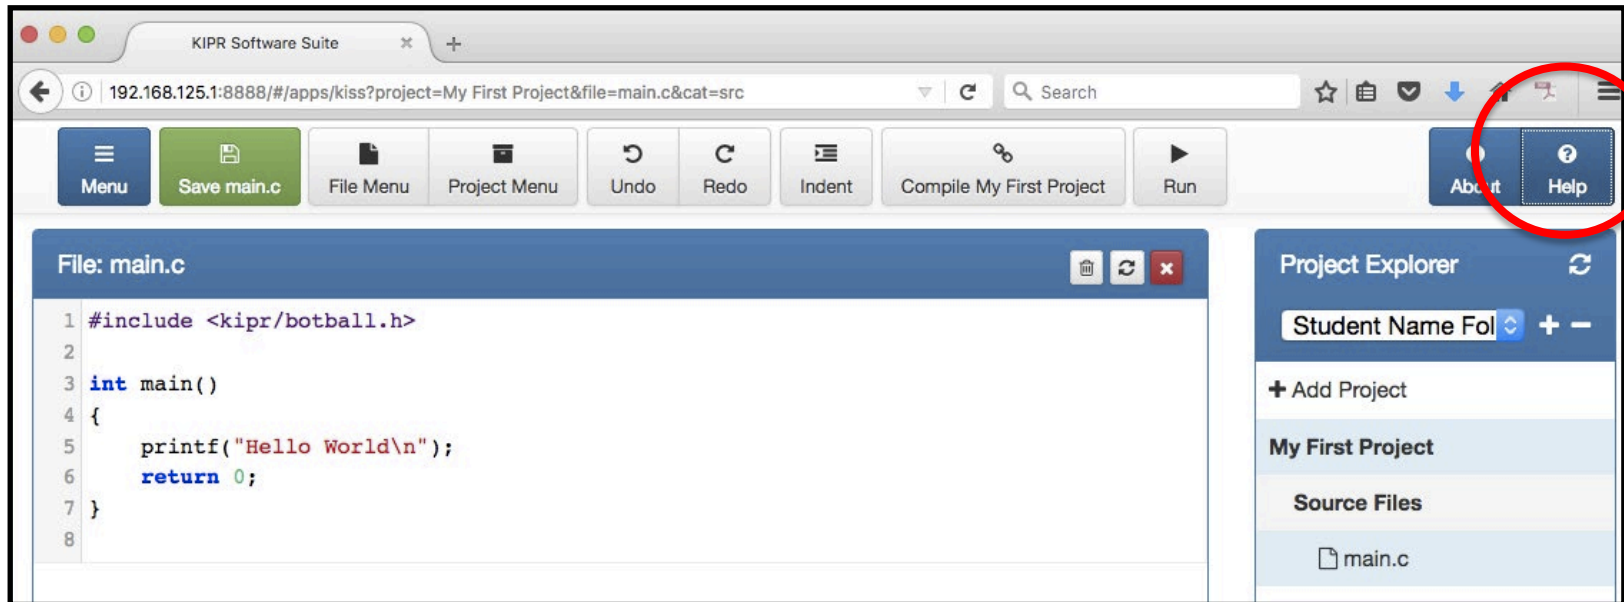 KIPR Software Suite
192.168.125.1:8888/#/apps/kiss?project=My First Project&file=main.c&cat=src
Search
Menu
Save main.c
File Menu
Project Menu
Undo
Redo
Indent
Compile My First Project
Run
About
Help
File: main.c
1 #include <kipr/botball.h>
2
3 int main()
4 {
5 printf("Hello World\n");
6 return 0;
7 }
8
Project Explorer
Student Name Fol
+ Add Project
My First Project
Source Files
main.c